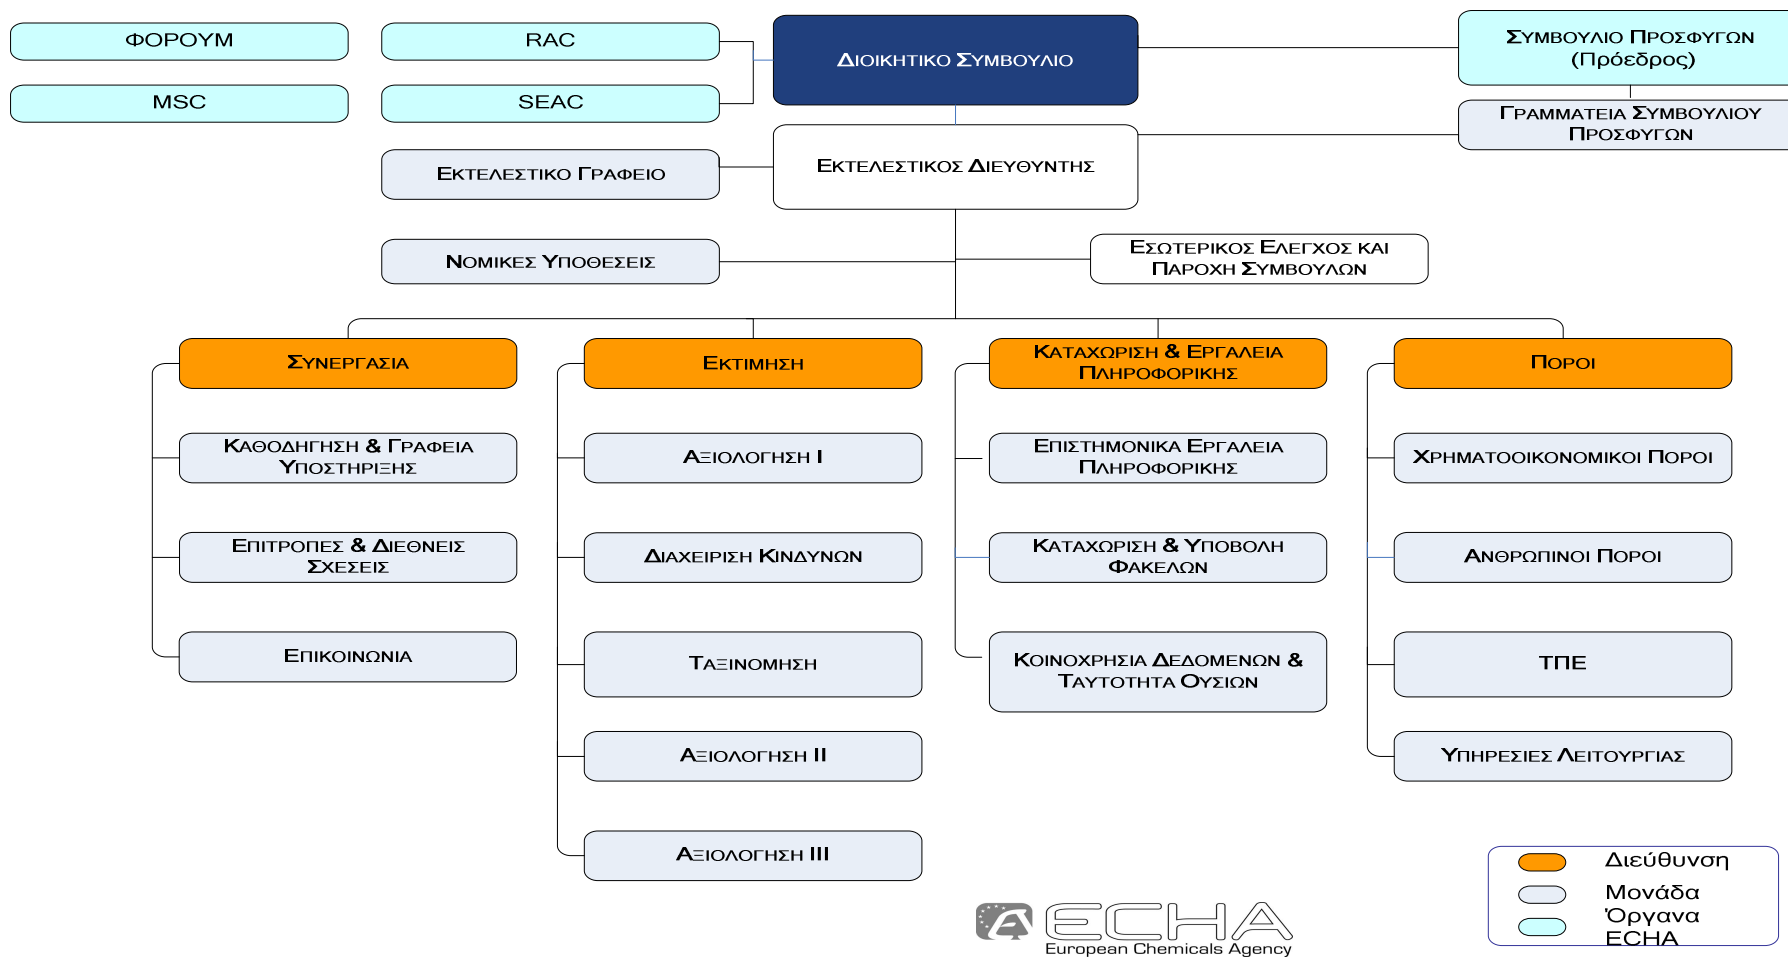 ΦΟΡΟΥΜ
RAC
ΔΙΟΙΚΗΤΙΚΟ ΣΥΜΒΟΥΛΙΟ
ΣΥΜΒΟΥΛΙΟ ΠΡΟΣΦΥΓΩΝ
(Πρόεδρος)
MSC
SEAC
ΓΡΑΜΜΑΤΕΙΑ ΣΥΜΒΟΥΛΙΟΥ
ΠΡΟΣΦΥΓΩΝ
ΕΚΤΕΛΕΣΤΙΚΟ ΓΡΑΦΕΙΟ
ΕΚΤΕΛΕΣΤΙΚΟΣ ΔΙΕΥΘΥΝΤΗΣ
ΝΟΜΙΚΕΣ ΥΠΟΘΕΣΕΙΣ
ΕΣΩΤΕΡΙΚΟΣ ΕΛΕΓΧΟΣ ΚΑΙ
ΠΑΡΟΧΗ ΣΥΜΒΟΥΛΩΝ
ΣΥΝΕΡΓΑΣΙΑ
ΕΚΤΙΜΗΣΗ
ΚΑΤΑΧΩΡΙΣΗ & ΕΡΓΑΛΕΙΑ
ΠΛΗΡΟΦΟΡΙΚΗΣ
ΠΟΡΟΙ
ΚΑΘΟΔΗΓΗΣΗ & ΓΡΑΦΕΙΑ
ΥΠΟΣΤΗΡΙΞΗΣ
ΑΞΙΟΛΟΓΗΣΗ I
ΕΠΙΣΤΗΜΟΝΙΚΑ ΕΡΓΑΛΕΙΑ
ΠΛΗΡΟΦΟΡΙΚΗΣ
ΧΡΗΜΑΤΟΟΙΚΟΝΟΜΙΚΟΙ ΠΟΡΟΙ
ΕΠΙΤΡΟΠΕΣ & ΔΙΕΘΝΕΙΣ
ΣΧΕΣΕΙΣ
ΔΙΑΧΕΙΡΙΣΗ ΚΙΝΔΥΝΩΝ
ΚΑΤΑΧΩΡΙΣΗ & ΥΠΟΒΟΛΗ
ΦΑΚΕΛΩΝ
ΑΝΘΡΩΠΙΝΟΙ ΠΟΡΟΙ
ΕΠΙΚΟΙΝΩΝΙΑ
ΤΑΞΙΝΟΜΗΣΗ
ΚΟΙΝΟΧΡΗΣΙΑ ΔΕΔΟΜΕΝΩΝ &
ΤΑΥΤΟΤΗΤΑ ΟΥΣΙΩΝ
ΤΠΕ
ΑΞΙΟΛΟΓΗΣΗ II
ΥΠΗΡΕΣΙΕΣ ΛΕΙΤΟΥΡΓΙΑΣ
ΑΞΙΟΛΟΓΗΣΗ III
Διεύθυνση
Μονάδα
Όργανα
ECHA
ECHA
European Chemicals Agency